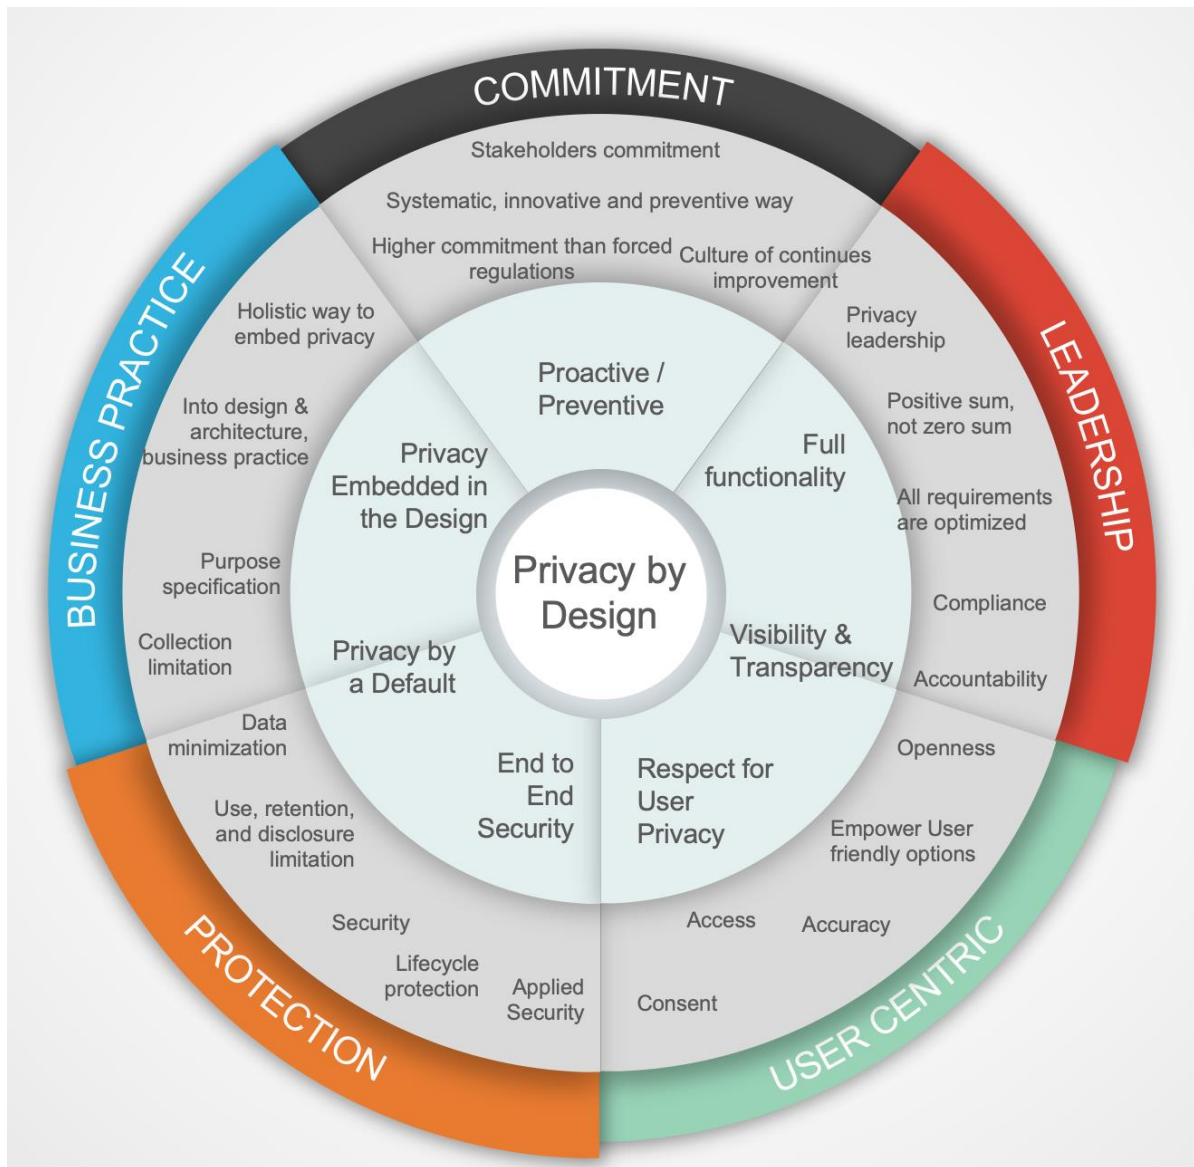 COMMITMENT
Stakeholders commitment
Systematic, innovative and preventive way
Higher commitment than forced
regulations
Culture of continues
improvement
LEADERSHIP
Privacy
leadership
Positive sum,
not zero sum
All requirements
are optimized
Compliance
Accountability
USER CENTRIC
Openness
Empower User
friendly options
Access
Accuracy
Consent
PROTECTION
Data
minimization
Use, retention,
and disclosure
limitation
Security
Lifecycle
protection
Applied
Security
BUSINESS PRACTICE
Holistic way to
embed privacy
Into design &
architecture,
business practice
Purpose
specification
Collection
limitation
Proactive /
Preventive
Full
functionality
Visibility &
Transparency
Respect for
User
Privacy
End to
End
Security
Privacy by
a Default
Privacy
Embedded in
the Design
Privacy by
Design